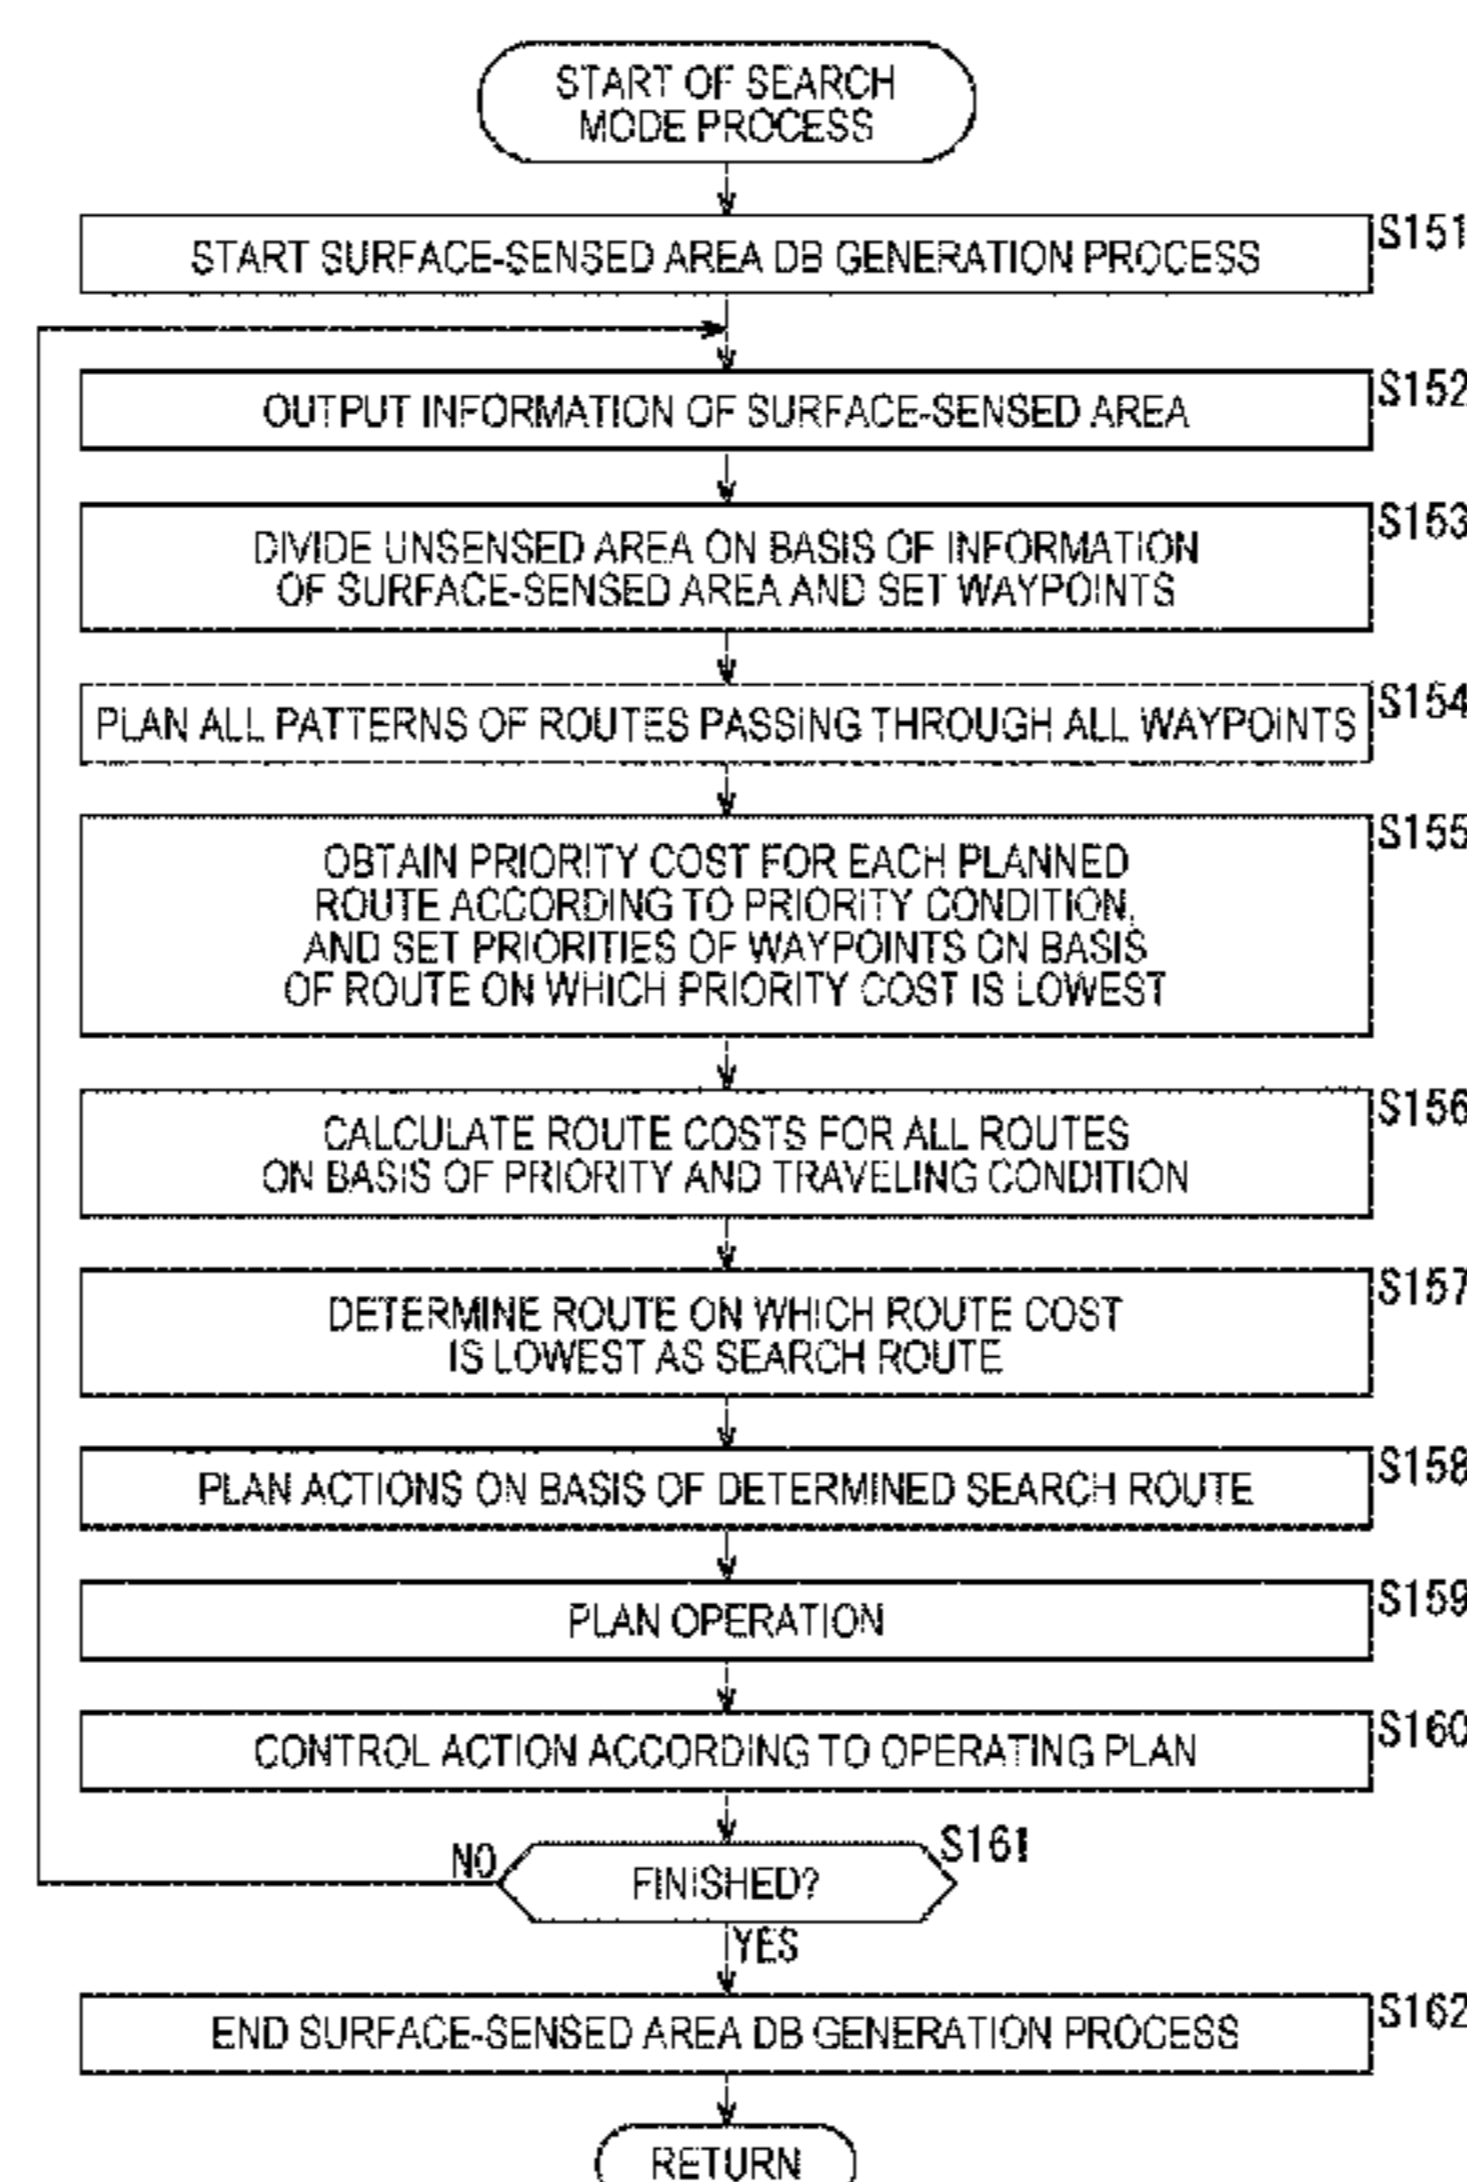 START OF SEARCH
MODE PROCESS
S151
START SURFACE-SENSED AREA DB GENERATION PROCESS
S152
OUTPUT INFORMATION OF SURFACE-SENSED AREA
S153
DIVIDE UNSENSED AREA ON BASIS OF INFORMATION
OF SURFACE-SENSED AREA AND SET WAYPOINTS
S154
PLAN ALL PATTERNS OF ROUTES PASSING THROUGH ALL WAYPOINTS
S155
OBTAIN PRIORITY COST FOR EACH PLANNED
ROUTE ACCORDING TO PRIORITY CONDITION,
AND SET PRIORITIES OF WAYPOINTS ON BASIS
OF ROUTE ON WHICH PRIORITY COST IS LOWEST
S156
CALCULATE ROUTE COSTS FOR ALL ROUTES
ON BASIS OF PRIORITY AND TRAVELING CONDITION
S157
DETERMINE ROUTE ON WHICH ROUTE COST
IS LOWEST AS SEARCH ROUTE
S158
PLAN ACTIONS ON BASIS OF DETERMINED SEARCH ROUTE
S159
PLAN OPERATION
S160
CONTROL ACTION ACCORDING TO OPERATING PLAN
S161
NO
FINISHED?
YES
S162
END SURFACE-SENSED AREA DB GENERATION PROCESS
RETURN